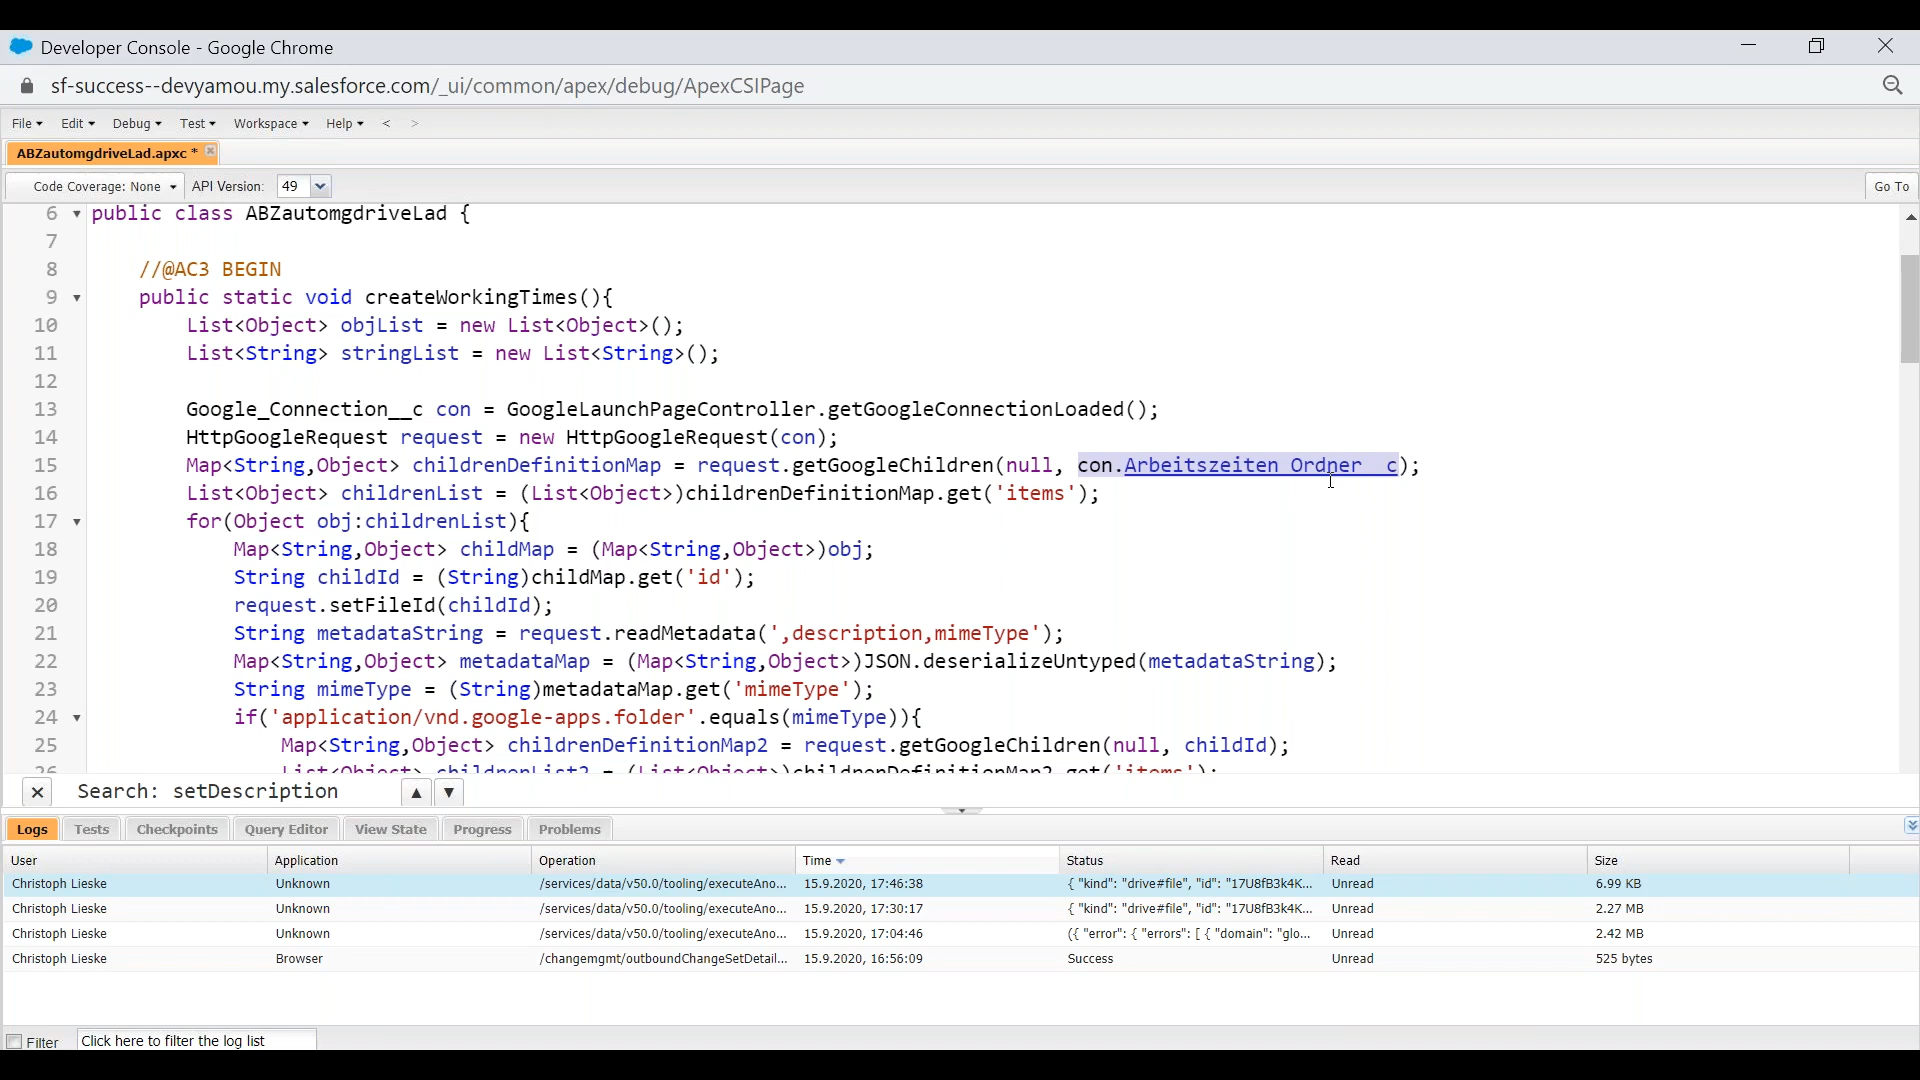 Developer Console - Google Chrome
sf-success--devyamou.my.salesforce.com/_ui/common/apex/debug/ApexCSIPage
File Edit Debug Test Workspace Help < >
ABZautomgdriveLad.apxc *
Code Coverage: None API Version: 49 Go To
6 public class ABZautomgdriveLad {
7
8 //@AC3 BEGIN
9 public static void createWorkingTimes(){
10 List<Object> objList = new List<Object>();
11 List<String> stringList = new List<String>();
12
13 Google_Connection__c con = GoogleLaunchPageController.getGoogleConnectionLoaded();
14 HttpGoogleRequest request = new HttpGoogleRequest(con);
15 Map<String,Object> childrenDefinitionMap = request.getGoogleChildren(null, con.Arbeitszeiten_Ordner__c);
16 List<Object> childrenList = (List<Object>)childrenDefinitionMap.get('items');
17 for(Object obj:childrenList){
18 Map<String,Object> childMap = (Map<String,Object>)obj;
19 String childId = (String)childMap.get('id');
20 request.setFileId(childId);
21 String metadataString = request.readMetadata(',description,mimeType');
22 Map<String,Object> metadataMap = (Map<String,Object>)JSON.deserializeUntyped(metadataString);
23 String mimeType = (String)metadataMap.get('mimeType');
24 if('application/vnd.google-apps.folder'.equals(mimeType)){
25 Map<String,Object> childrenDefinitionMap2 = request.getGoogleChildren(null, childId);
26 List<Object> childrenList2 = (List<Object>)childrenDefinitionMap2.get('items');
Search: setDescription
Logs Tests Checkpoints Query Editor View State Progress Problems
User Application Operation Time Status Read Size
Christoph Lieske Unknown /services/data/v50.0/tooling/executeAno... 15.9.2020, 17:46:38 { "kind": "drive#file", "id": "17U8fB3k4K... Unread 6.99 KB
Christoph Lieske Unknown /services/data/v50.0/tooling/executeAno... 15.9.2020, 17:30:17 { "kind": "drive#file", "id": "17U8fB3k4K... Unread 2.27 MB
Christoph Lieske Unknown /services/data/v50.0/tooling/executeAno... 15.9.2020, 17:04:46 ({ "error": { "errors": [ { "domain": "glo... Unread 2.42 MB
Christoph Lieske Browser /changemgmt/outboundChangeSetDetail... 15.9.2020, 16:56:09 Success Unread 525 bytes
Filter Click here to filter the log list